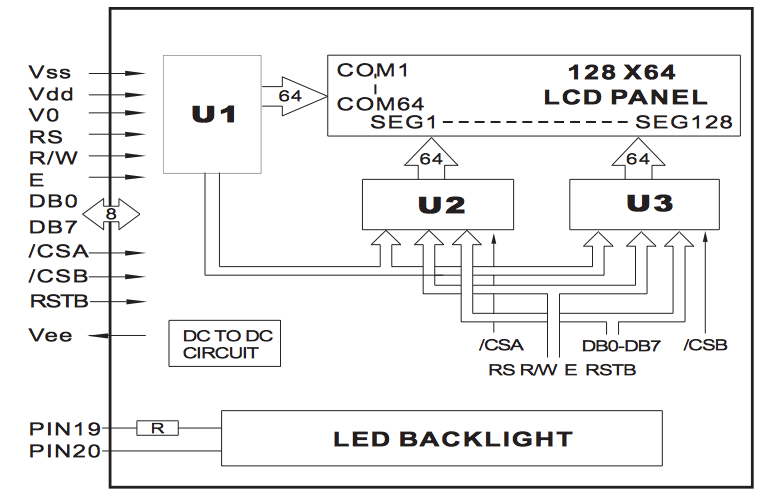 Vss
Vdd
V0
RS
R/W
E
DB0
8
DB7
/CSA
/CSB
RSTB
Vee
U1
64
COM1
COM64
128 X64
LCD PANEL
SEG1
SEG128
64
64
U2
U3
/CSA
DB0-DB7
/CSB
RS R/W E RSTB
DC TO DC
CIRCUIT
PIN19
R
PIN20
LED BACKLIGHT